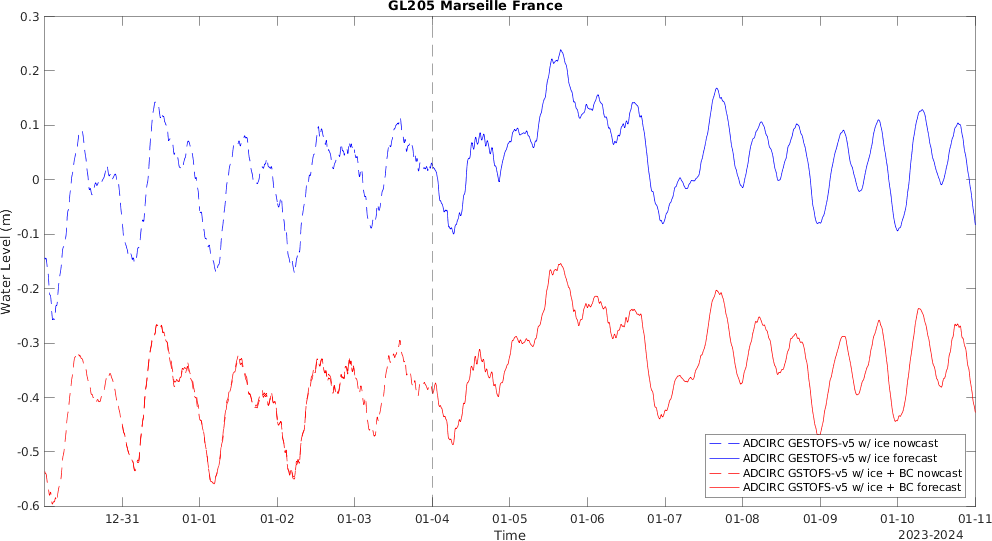 GL205 Marseille France
Water Level (m)
0.3
0.2
0.1
0
-0.1
-0.2
-0.3
-0.4
-0.5
-0.6
ADCIRC GESTOFS-v5 w/ ice nowcast
ADCIRC GESTOFS-v5 w/ ice forecast
ADCIRC GSTOFS-v5 w/ ice + BC nowcast
ADCIRC GSTOFS-v5 w/ ice + BC forecast
12-31 01-01 01-02 01-03 01-04 01-05 01-06 01-07 01-08 01-09 01-10 01-11
Time
2023-2024